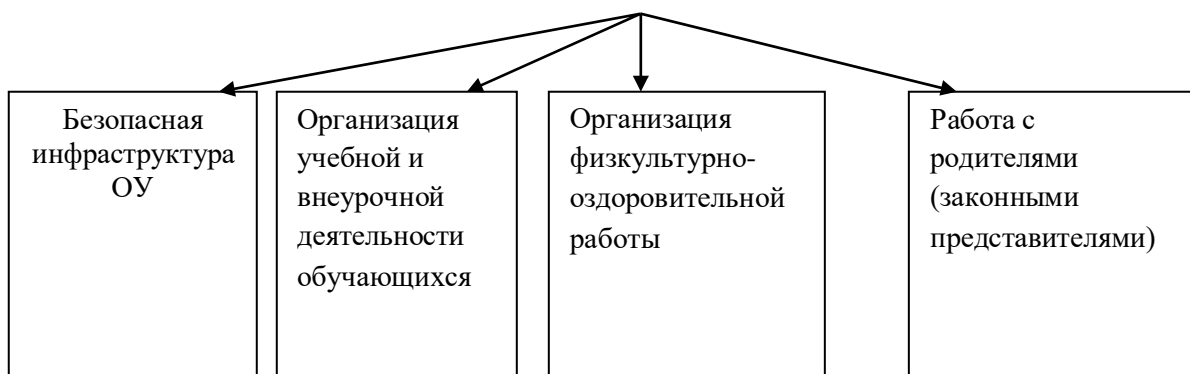 Безопасная
инфраструктура
ОУ
Организация
учебной и
внеурочной
деятельности
обучающихся
Организация
физкультурно-
оздоровительной
работы
Работа с
родителями
(законными
представителями)